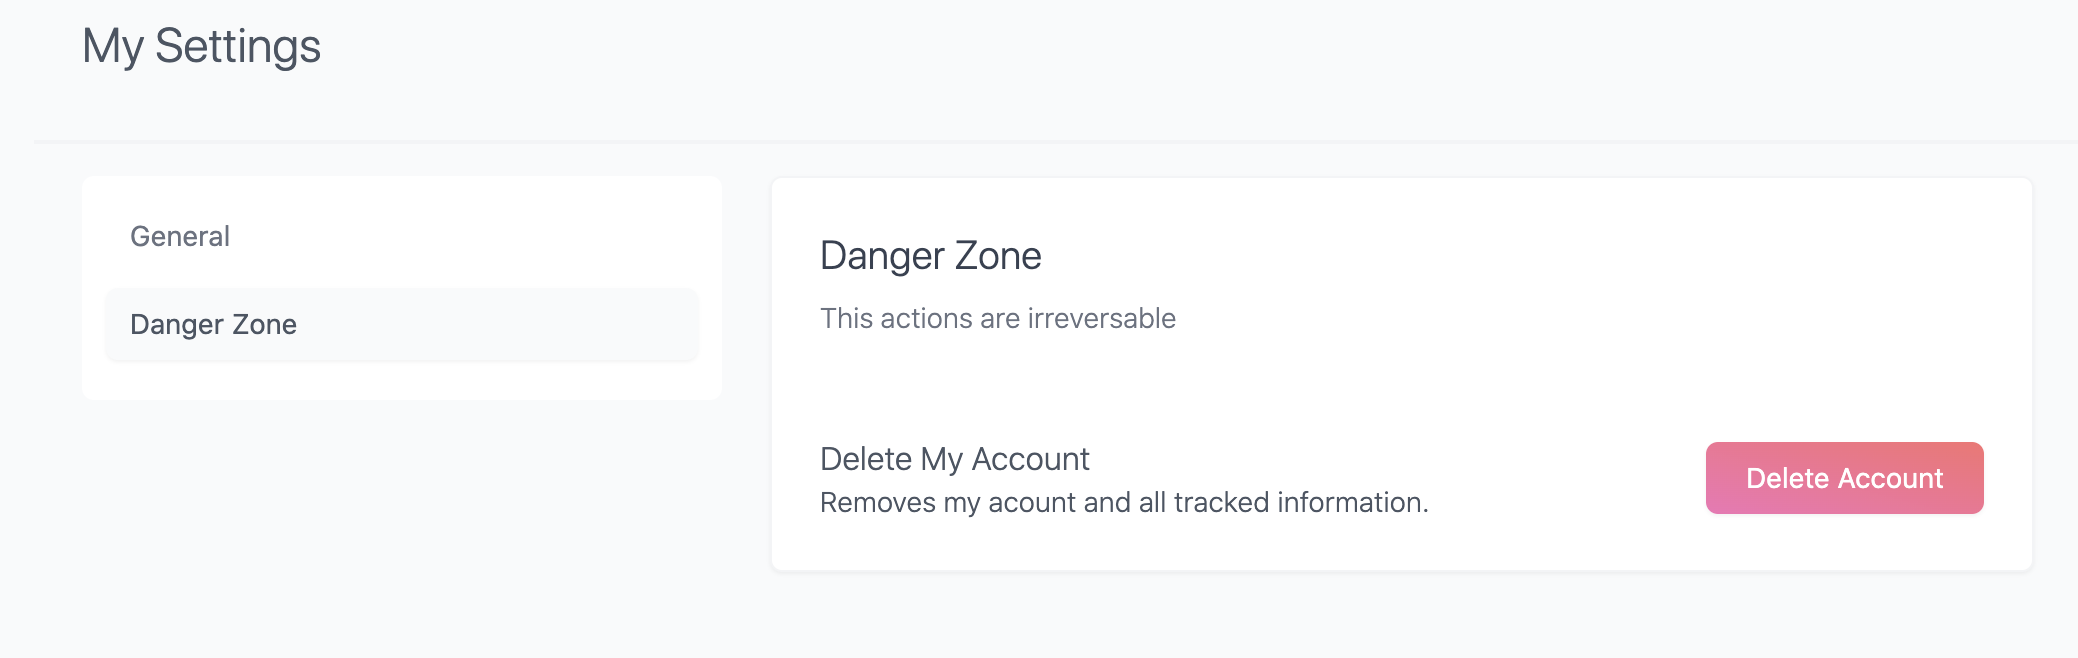 My Settings
General
Danger Zone
Danger Zone
This actions are irreversable
Delete My Account
Removes my acount and all tracked information.
Delete Account